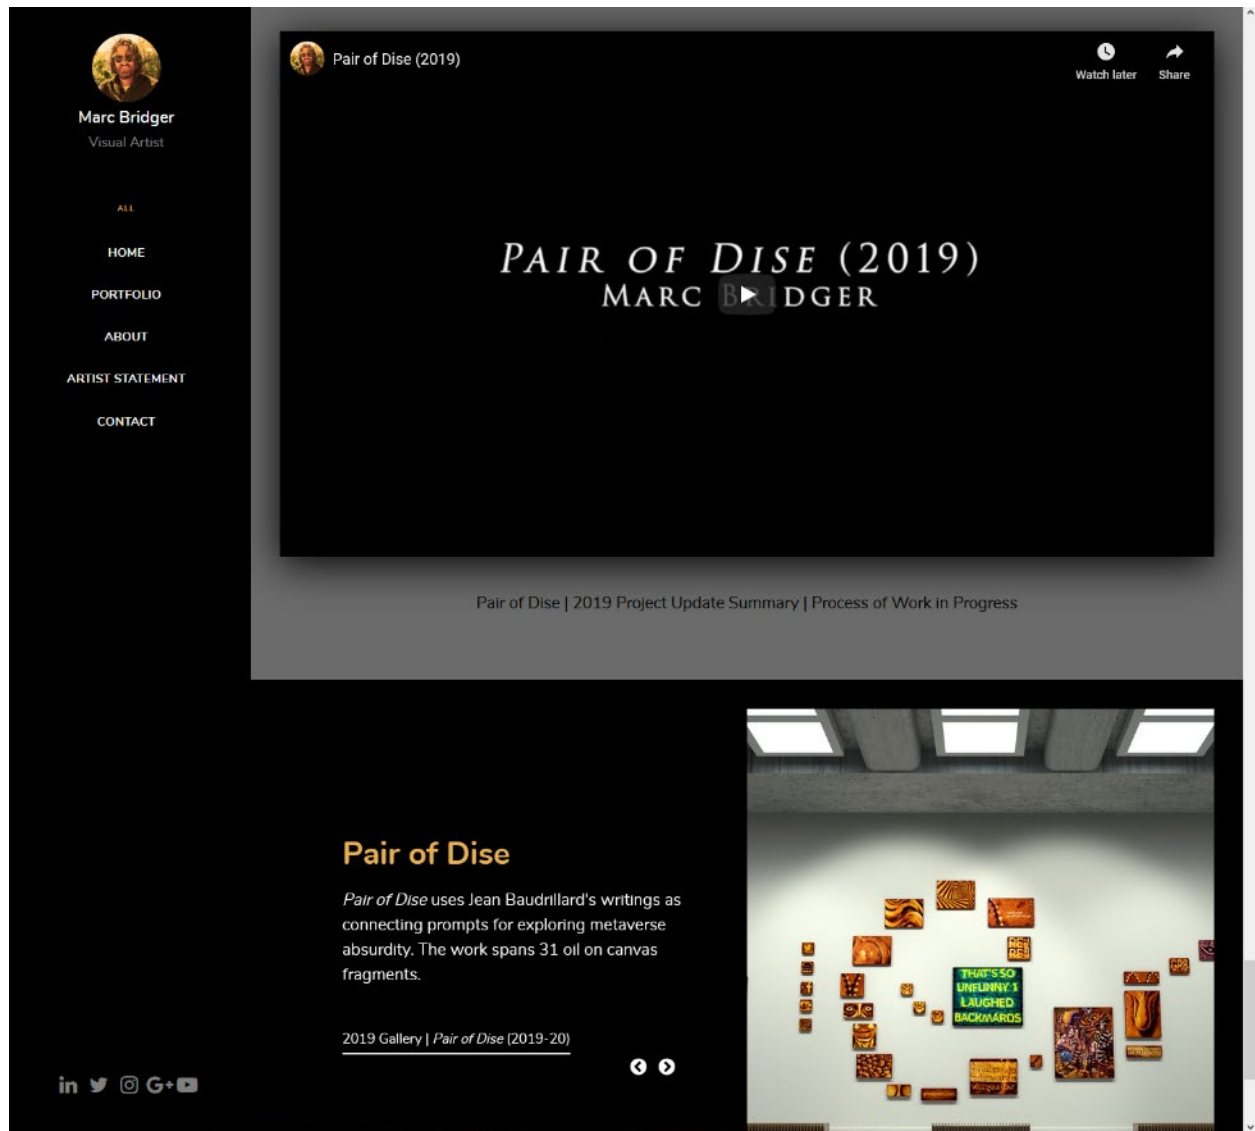 Marc Bridger
Visual Artist
ALL
HOME
PORTFOLIO
ABOUT
ARTIST STATEMENT
CONTACT
in G+
Pair of Dise (2019)
Watch later Share
PAIR OF DISE (2019)
MARC BRIDGER
Pair of Dise | 2019 Project Update Summary | Process of Work in Progress
Pair of Dise
Pair of Dise uses Jean Baudrillard's writings as
connecting prompts for exploring metaverse
absurdity. The work spans 31 oil on canvas
fragments.
2019 Gallery | Pair of Dise (2019-20)
THAT'S SO
UNFUNNY I
LAUGHED
BACKWARDS
GR8